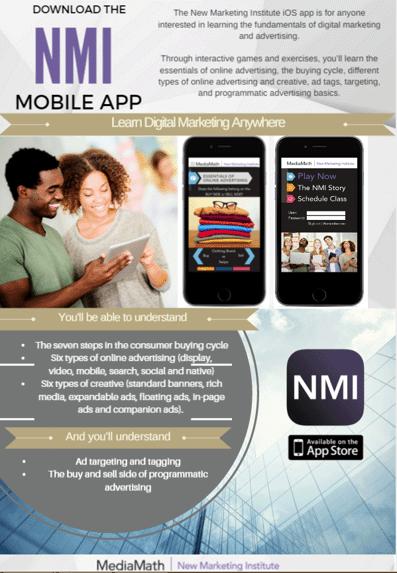 DOWNLOAD THE
NMI
MOBILE APP
The New Marketing Institute iOS app is for anyone
interested in learning the fundamentals of digital marketing
and advertising.
Through interactive games and exercises, you'll learn the
essentials of online advertising, the buying cycle, different
types of online advertising and creative, ad tags, targeting,
and programmatic advertising basics.
Learn Digital Marketing Anywhere
MediaMath New Marketing Institute
ESSENTIALS OF
ONLINE ADVERTISING
Buy
Sell
MediaMath New Marketing Institute
Play Now
The NMI Story
Schedule Class
You'll be able to understand
• The seven steps in the consumer buying cycle
• Six types of online advertising (display,
video, mobile, search, social and native)
• Six types of creative (standard banners, rich
media, expandable ads, floating ads, in-page
ads and companion ads).
And you'll understand
• Ad targeting and tagging
• The buy and sell side of programmatic
advertising
NMI
Available on the
App Store
MediaMath | New Marketing Institute